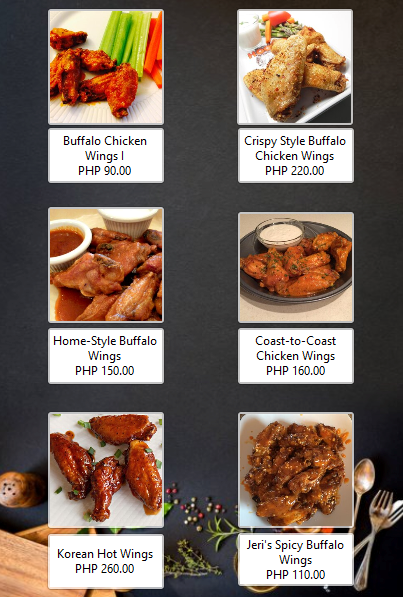 Buffalo Chicken
Wings I
PHP 90.00
Crispy Style Buffalo
Chicken Wings
PHP 220.00
Home-Style Buffalo
Wings
PHP 150.00
Coast-to-Coast
Chicken Wings
PHP 160.00
Korean Hot Wings
PHP 260.00
Jeri's Spicy Buffalo
Wings
PHP 110.00